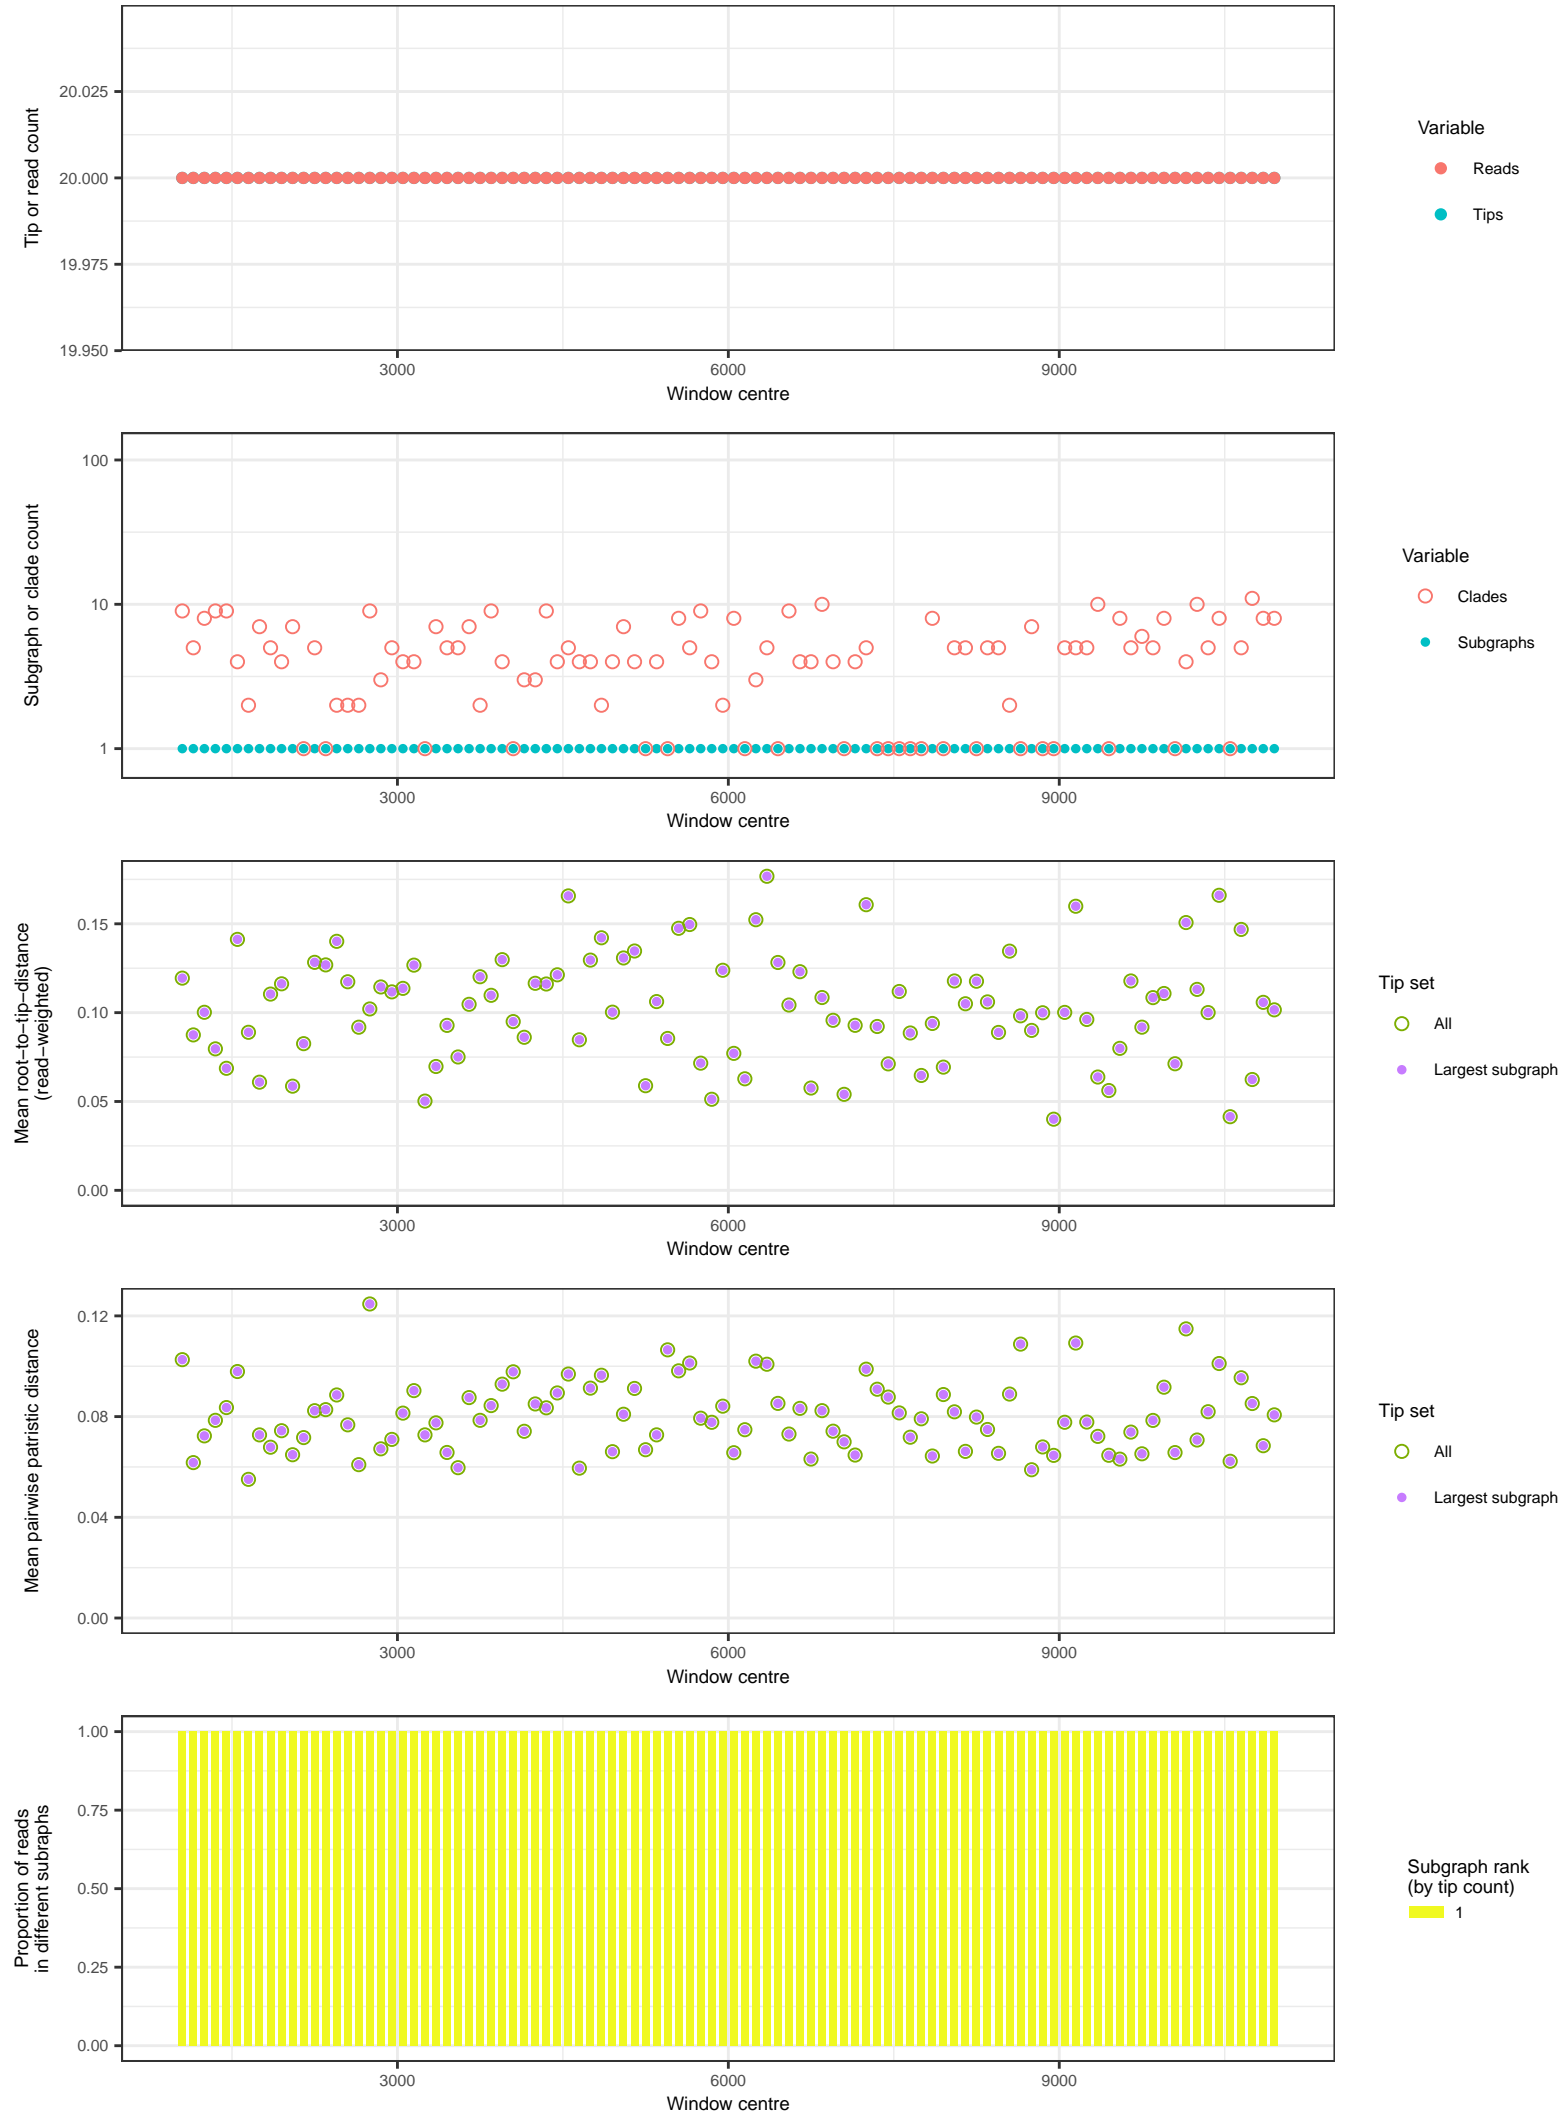 20.025
20.000
19.975
19.950
Tip or read count
3000 6000 9000
Window centre
Variable
Reads
Tips
100
10
1
Subgraph or clade count
3000 6000 9000
Window centre
Variable
Clades
Subgraphs
0.15
0.10
0.05
0.00
Mean root−to−tip−distance
(read−weighted)
3000 6000 9000
Window centre
Tip set
All
Largest subgraph
0.12
0.08
0.04
0.00
Mean pairwise patristic distance
3000 6000 9000
Window centre
Tip set
All
Largest subgraph
1.00
0.75
0.50
0.25
0.00
Proportion of reads
in different subraphs
3000 6000 9000
Window centre
Subgraph rank
(by tip count)
1